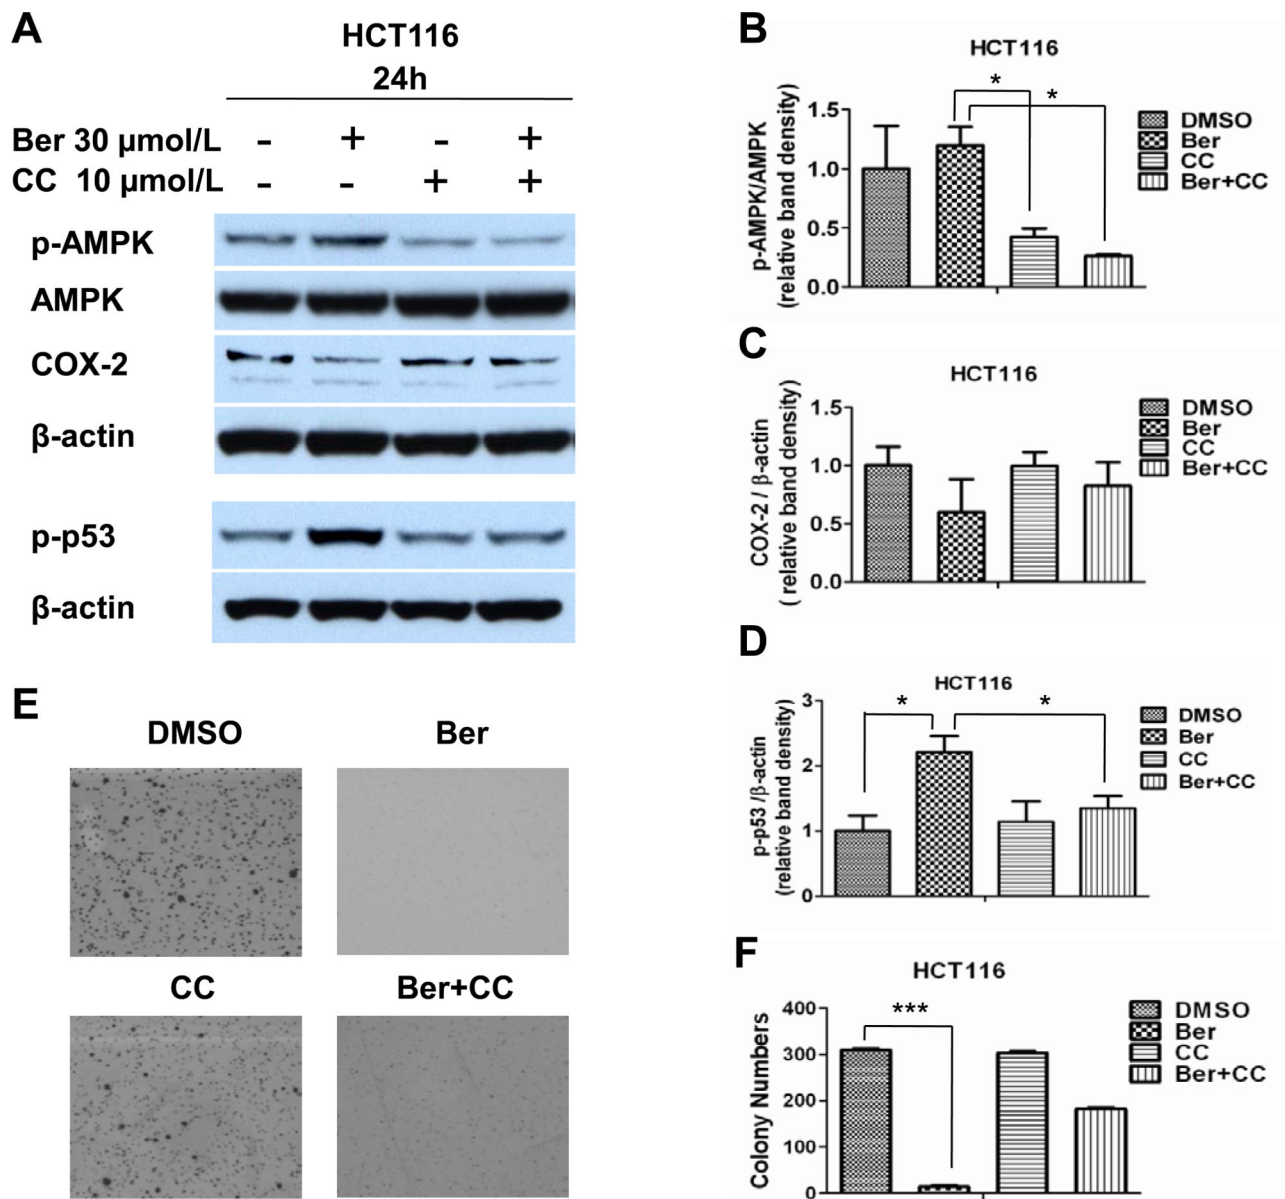 A
HCT116
24h
Ber 30 μmol/L - + - +
CC 10 μmol/L - - + +
p-AMPK
AMPK
COX-2
β-actin
p-p53
β-actin
B
HCT116
*
*
p-AMPK/AMPK
(relative band density)
1.5
1.0
0.5
0.0
DMSO
Ber
CC
Ber+CC
C
HCT116
COX-2 / β-actin
( relative band density)
1.5
1.0
0.5
0.0
DMSO
Ber
CC
Ber+CC
D
HCT116
*
*
p-p53 /β-actin
(relative band density)
3
2
1
0
DMSO
Ber
CC
Ber+CC
E
DMSO
Ber
CC
Ber+CC
F
HCT116
***
Colony Numbers
400
300
200
100
0
DMSO
Ber
CC
Ber+CC